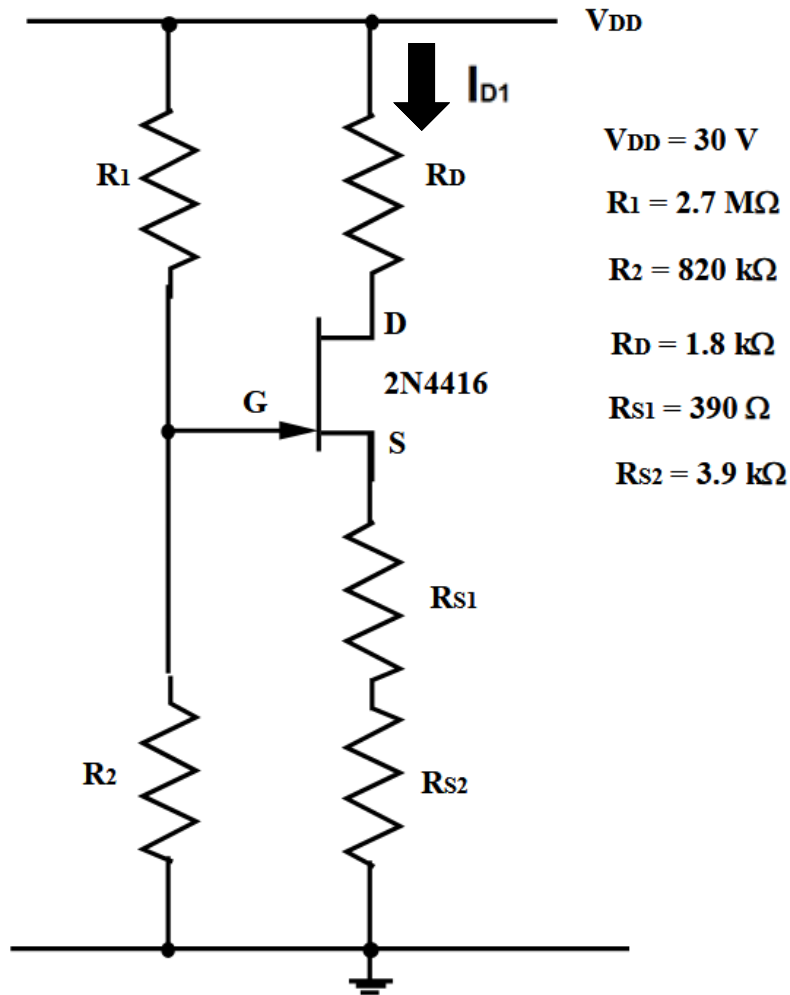 VDD
ID1
VDD = 30 V
R1
RD
R1 = 2.7 MΩ
R2 = 820 kΩ
D
RD = 1.8 kΩ
2N4416
G
RS1 = 390 Ω
S
RS2 = 3.9 kΩ
RS1
R2
RS2